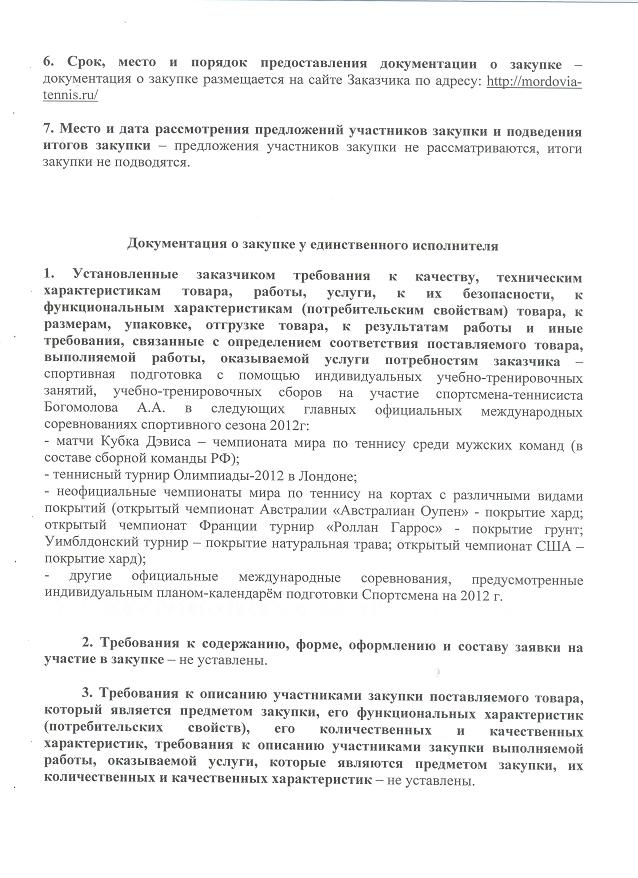 6. Срок, место и порядок предоставления документации о закупке –
документация о закупке размещается на сайте Заказчика по адресу: http://mordovia-
tennis.ru/
7. Место и дата рассмотрения предложений участников закупки и подведения
итогов закупки – предложения участников закупки не рассматриваются, итоги
закупки не подводятся.
Документация о закупке у единственного исполнителя
1. Установленные заказчиком требования к качеству, техническим
характеристикам товара, работы, услуги, к их безопасности, к
функциональным характеристикам (потребительским свойствам) товара, к
размерам, упаковке, отгрузке товара, к результатам работы и иные
требования, связанные с определением соответствия поставляемого товара,
выполняемой работы, оказываемой услуги потребностям заказчика –
спортивная подготовка с помощью индивидуальных учебно-тренировочных
занятий, учебно-тренировочных сборов на участие спортсмена-теннисиста
Богомолова А.А. в следующих главных официальных международных
соревнованиях спортивного сезона 2012г:
- матчи Кубка Дэвиса – чемпионата мира по теннису среди мужских команд (в
составе сборной команды РФ);
- теннисный турнир Олимпиады-2012 в Лондоне;
- неофициальные чемпионаты мира по теннису на кортах с различными видами
покрытий (открытый чемпионат Австралии «Австралиан Оупен» - покрытие хард;
открытый чемпионат Франции турнир «Роллан Гаррос» - покрытие грунт;
Уимблдонский турнир – покрытие натуральная трава; открытый чемпионат США –
покрытие хард);
- другие официальные международные соревнования, предусмотренные
индивидуальным планом-календарём подготовки Спортсмена на 2012 г.
2. Требования к содержанию, форме, оформлению и составу заявки на
участие в закупке – не уставлены.
3. Требования к описанию участниками закупки поставляемого товара,
который является предметом закупки, его функциональных характеристик
(потребительских свойств), его количественных и качественных
характеристик, требования к описанию участниками закупки выполняемой
работы, оказываемой услуги, которые являются предметом закупки, их
количественных и качественных характеристик – не уставлены.